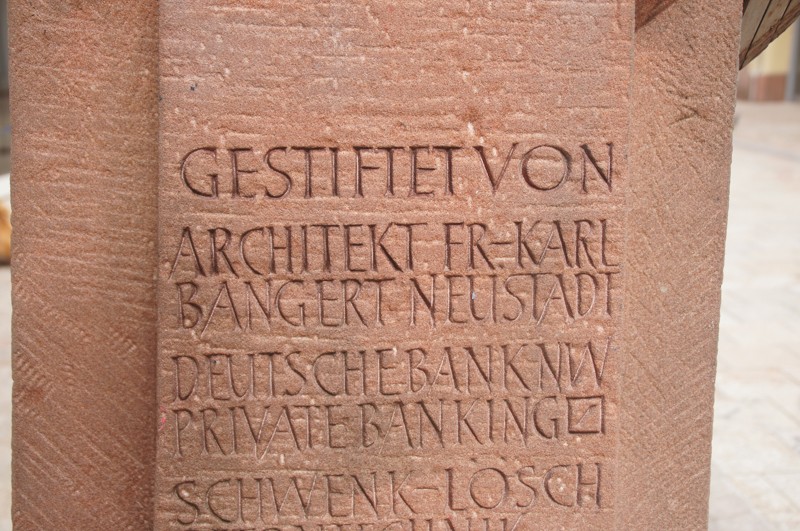 GESTIFTET VON
ARCHITEKT FR.-KARL
BANGERT NEUSTADT
DEUTSCHE BANK NW
PRIVATE BANKING
SCHWENK-LOSCH